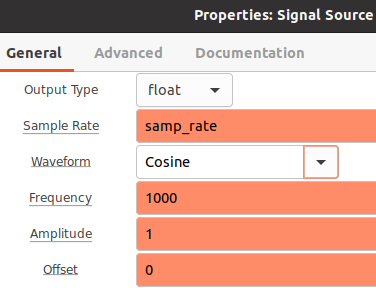 Properties: Signal Source
General Advanced Documentation
Output Type float
Sample Rate samp_rate
Waveform Cosine
Frequency 1000
Amplitude 1
Offset 0